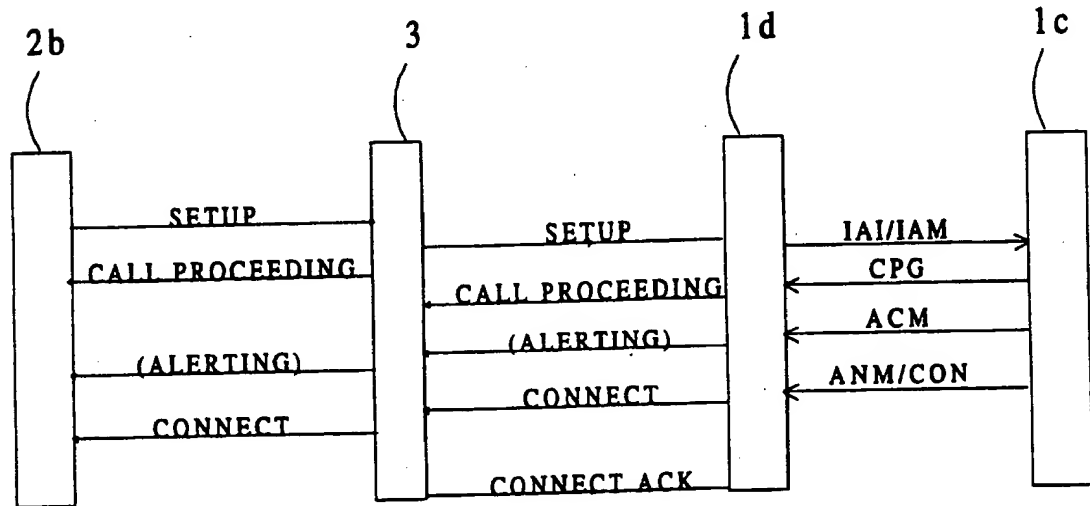 2b
3
1d
1c
SETUP
SETUP
IAI/IAM
CALL PROCEEDING
CPG
CALL PROCEEDING
ACM
(ALERTING)
(ALERTING)
ANM/CON
CONNECT
CONNECT
CONNECT ACK